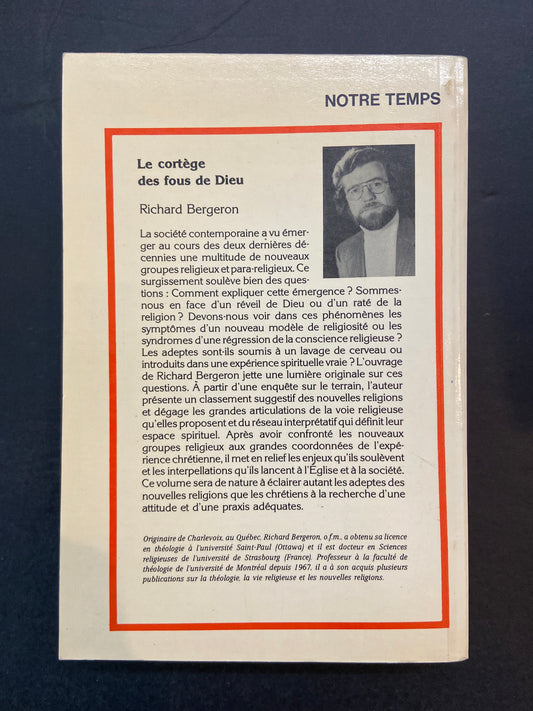 NOTRE TEMPS
Le cortège
des fous de Dieu
Richard Bergeron
La société contemporaine a vu émer-
ger au cours des deux dernières dé-
cennies une multitude de nouveaux
groupes religieux et para-religieux. Ce
surgissement soulève bien des ques-
tions : Comment expliquer cette émergence ? Sommes-
nous en face d'un réveil de Dieu ou d'un raté de la
religion ? Devons-nous voir dans ces phénomènes les
symptômes d'un nouveau modèle de religiosité ou les
syndromes d'une régression de la conscience religieuse ?
Les adeptes sont-ils soumis à un lavage de cerveau ou
introduits dans une expérience spirituelle vraie ? L'ouvrage
de Richard Bergeron jette une lumière originale sur ces
questions. À partir d'une enquête sur le terrain, l'auteur
présente un classement suggestif des nouvelles religions
et dégage les grandes articulations de la voie religieuse
qu'elles proposent et du réseau interprétatif qui définit leur
espace spirituel. Après avoir confronté les nouveaux
groupes religieux aux grandes coordonnées de l'expé-
rience chrétienne, il met en relief les enjeux qu'ils soulèvent
et les interpellations qu'ils lancent à l'Église et à la société.
Ce volume sera de nature à éclairer autant les adeptes des
nouvelles religions que les chrétiens à la recherche d'une
attitude et d'une praxis adéquates.
Originaire de Charlevoix, au Québec, Richard Bergeron, o.f.m., a obtenu sa licence
en théologie à l'université Saint-Paul (Ottawa) et il est docteur en Sciences
religieuses de l'université de Strasbourg (France). Professeur à la faculté de
théologie de l'université de Montréal depuis 1967, il a à son acquis plusieurs
publications sur la théologie, la vie religieuse et les nouvelles religions.